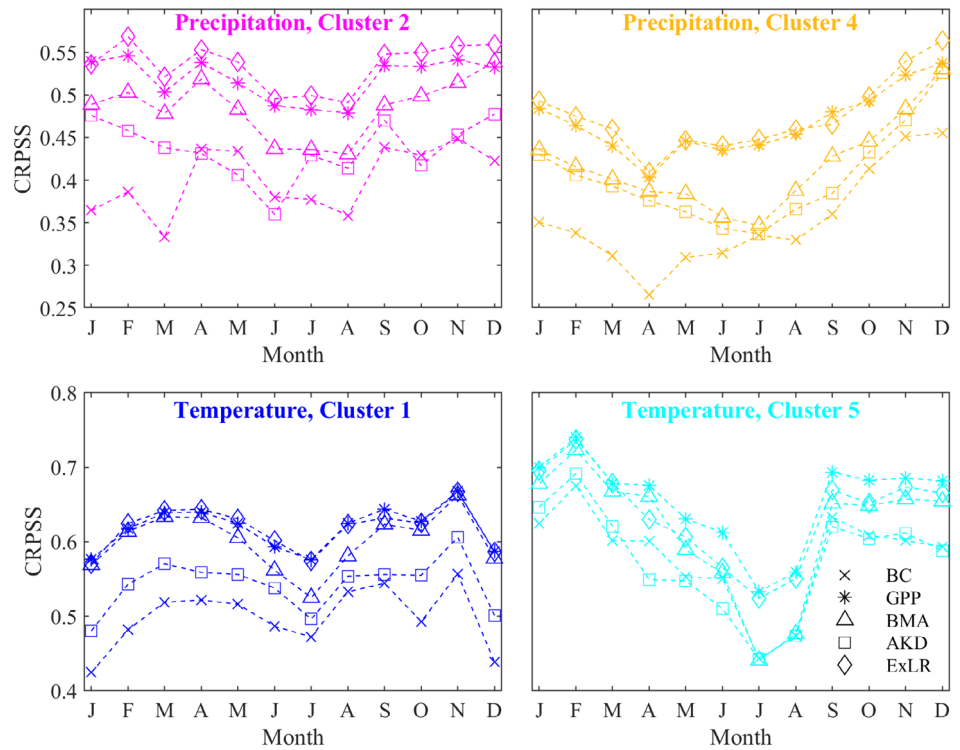 Precipitation, Cluster 2
CRPSS
0.55
0.5
0.45
0.4
0.35
0.3
0.25
J F M A M J J A S O N D
Month
Precipitation, Cluster 4
J F M A M J J A S O N D
Month
Temperature, Cluster 1
CRPSS
0.8
0.7
0.6
0.5
0.4
J F M A M J J A S O N D
Month
Temperature, Cluster 5
BC
GPP
BMA
AKD
ExLR
J F M A M J J A S O N D
Month